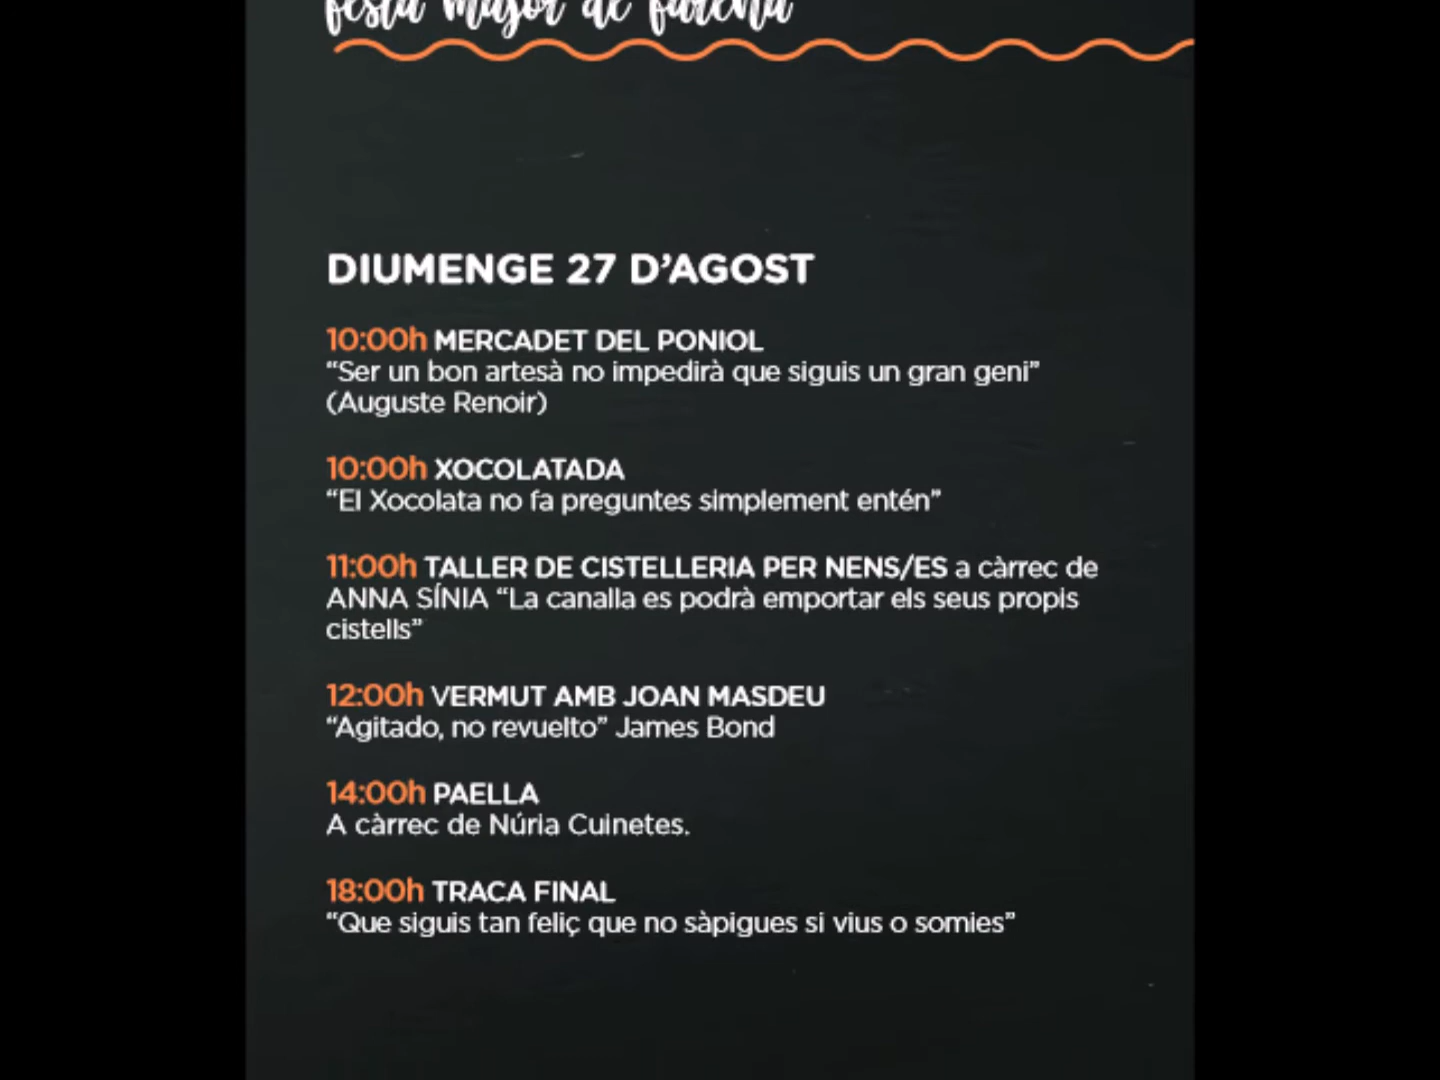 festa major de farena
DIUMENGE 27 D’AGOST
10:00h MERCADET DEL PONIOL
“Ser un bon artesà no impedirà que siguis un gran geni”
(Auguste Renoir)
10:00h XOCOLATADA
“El Xocolata no fa preguntes simplement entén”
11:00h TALLER DE CISTELLERIA PER NENS/ES a càrrec de
ANNA SÍNIA “La canalla es podrà emportar els seus propis
cistells”
12:00h VERMUT AMB JOAN MASDEU
“Agitado, no revuelto” James Bond
14:00h PAELLA
A càrrec de Núria Cuinetes.
18:00h TRACA FINAL
“Que siguis tan feliç que no sàpigues si vius o somies”